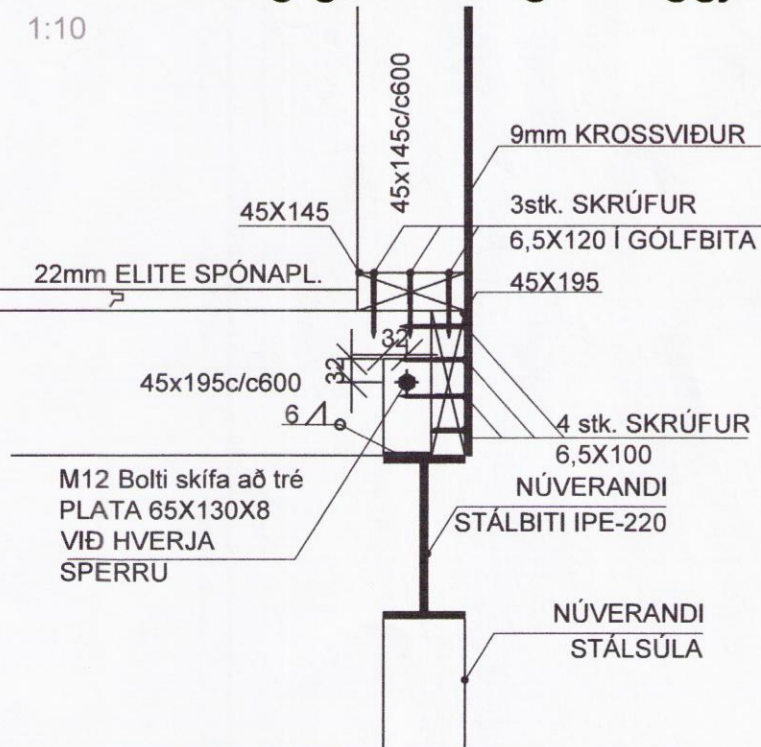 1:10
45x145c/c600
9mm KROSSVIÐUR
45X145
3stk. SKRÚFUR
6,5X120 Í GÓLFBITA
22mm ELITE SPÓNAPL.
45X195
32
32
45x195c/c600
6
4 stk. SKRÚFUR
6,5X100
M12 Bolti skífa að tré
PLATA 65X130X8
VIÐ HVERJA
SPERRU
NÚVERANDI
STÁLBITI IPE-220
NÚVERANDI
STÁLSÚLA